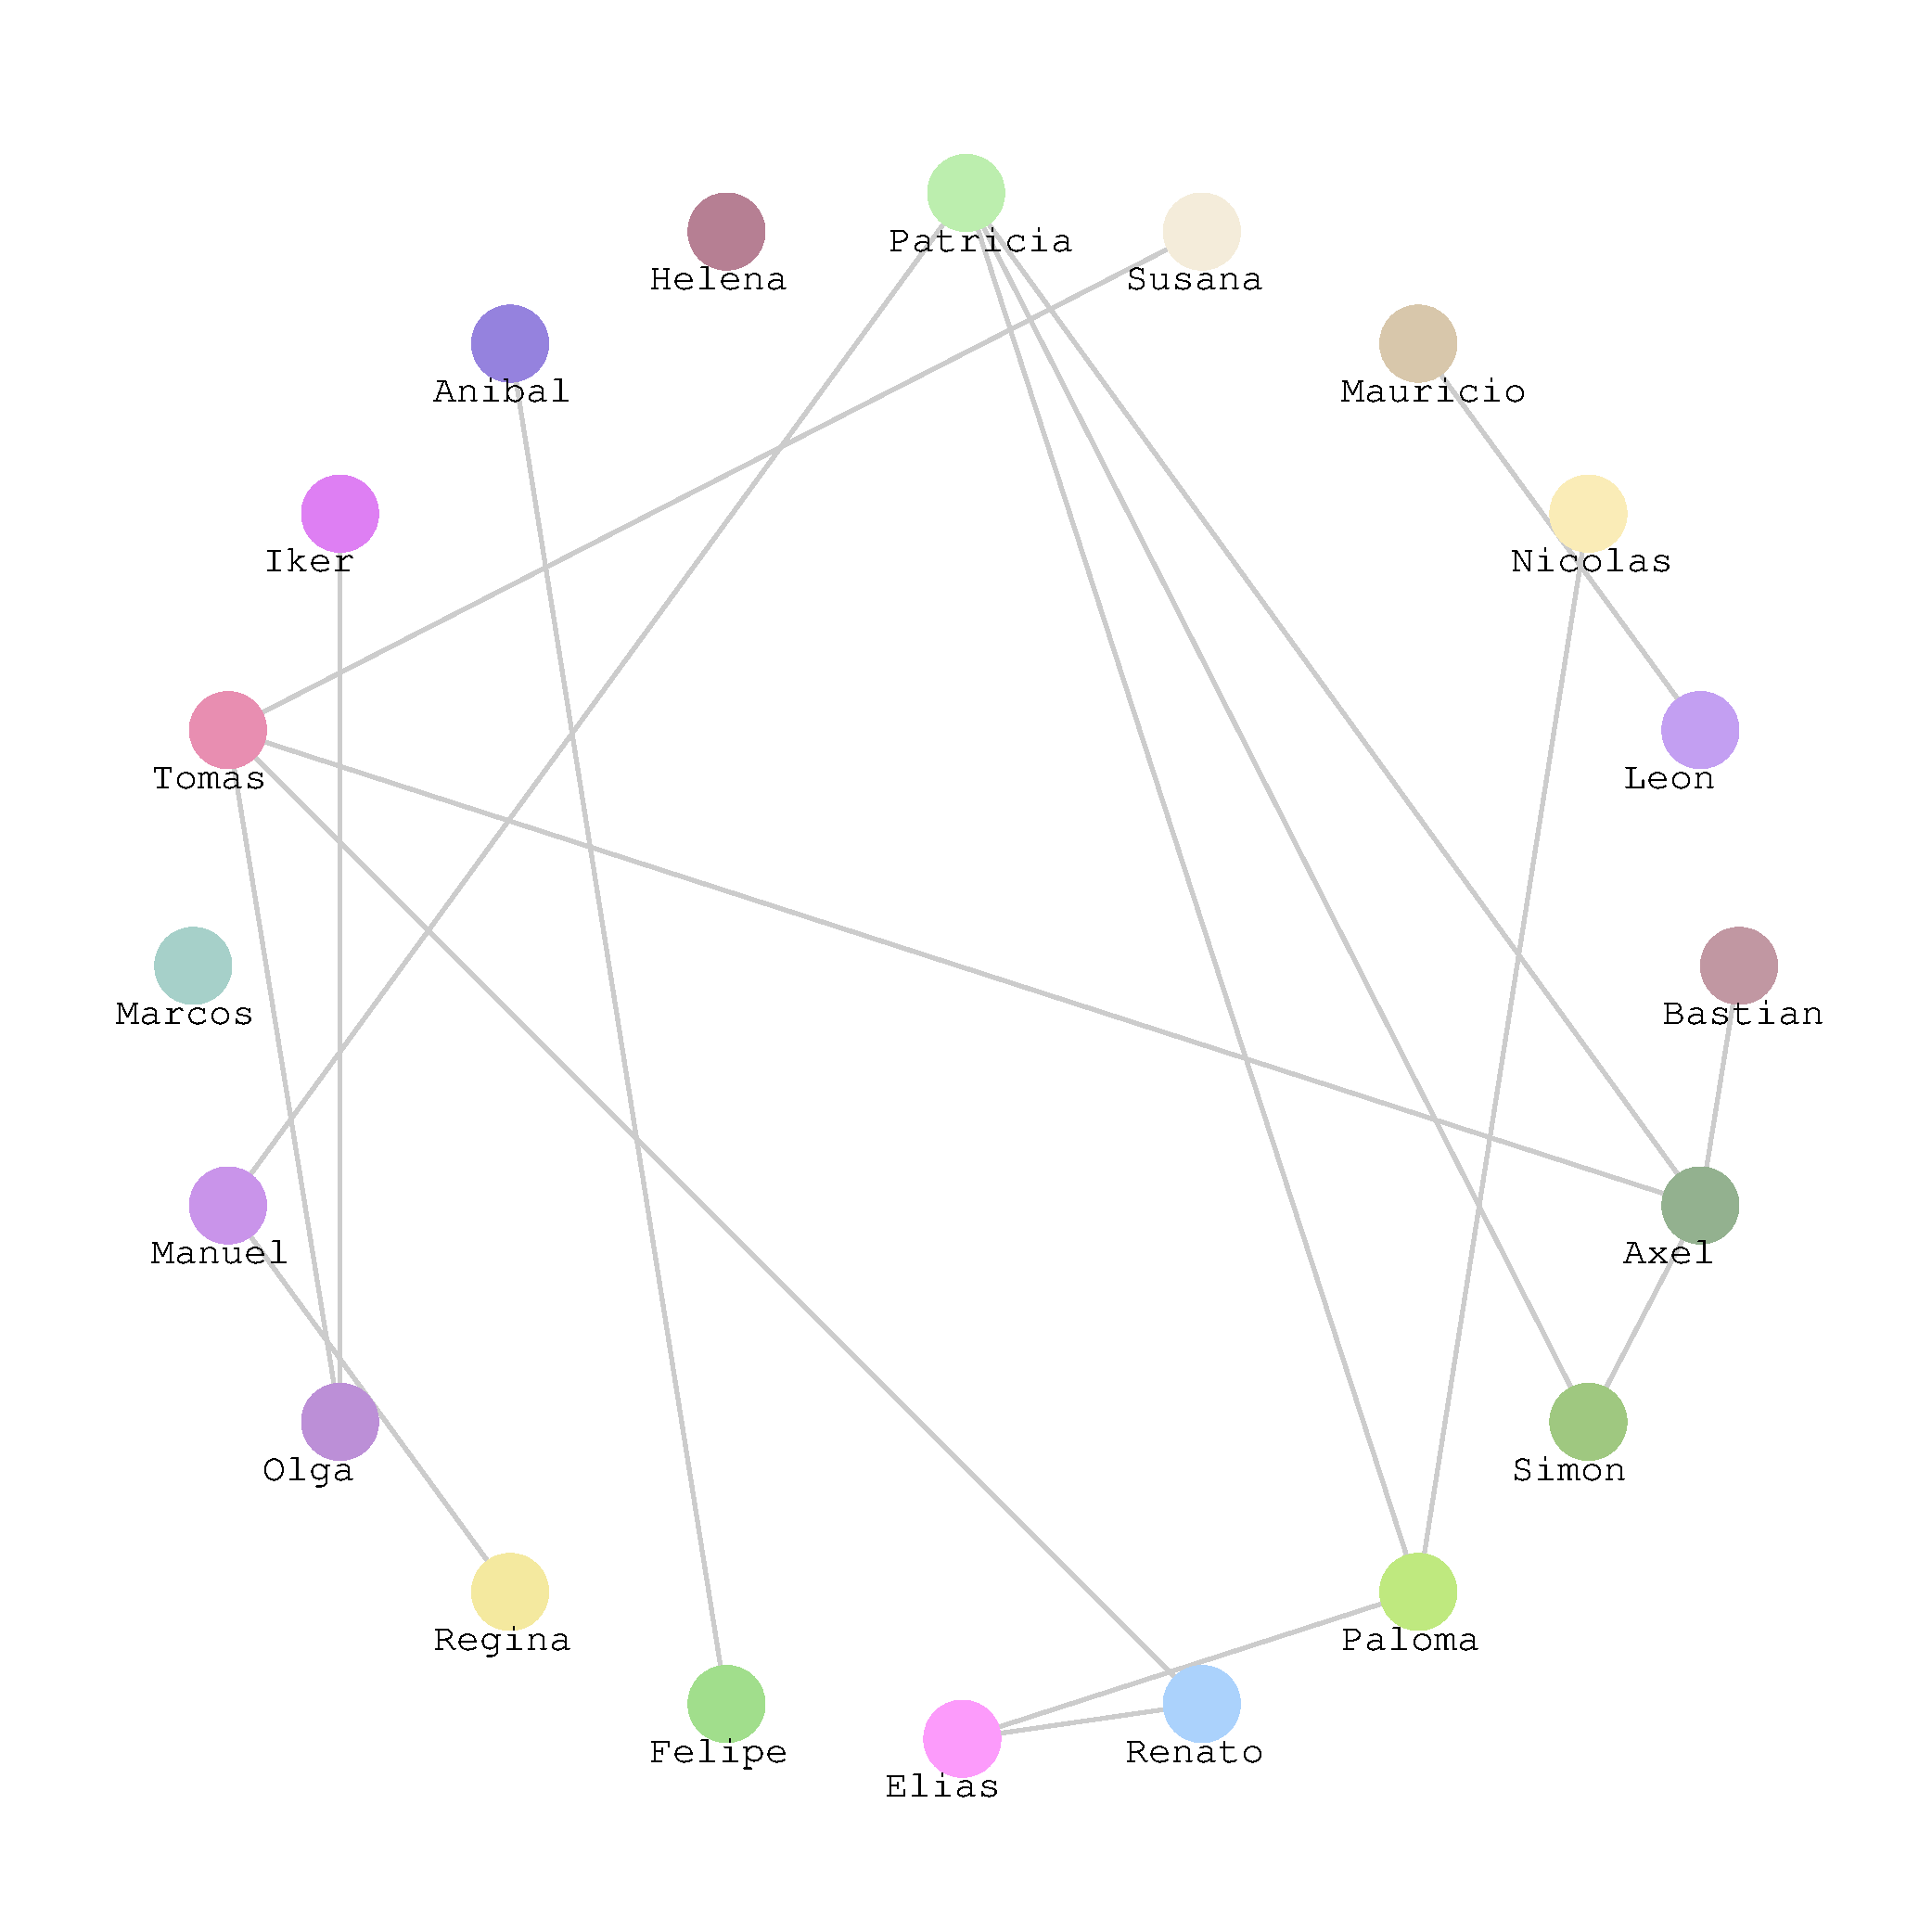 Patricia
Helena
Susana
Anibal
Mauricio
Iker
Nicolas
Tomas
Leon
Marcos
Bastian
Manuel
Axel
Olga
Simon
Regina
Paloma
Felipe
Renato
Elias